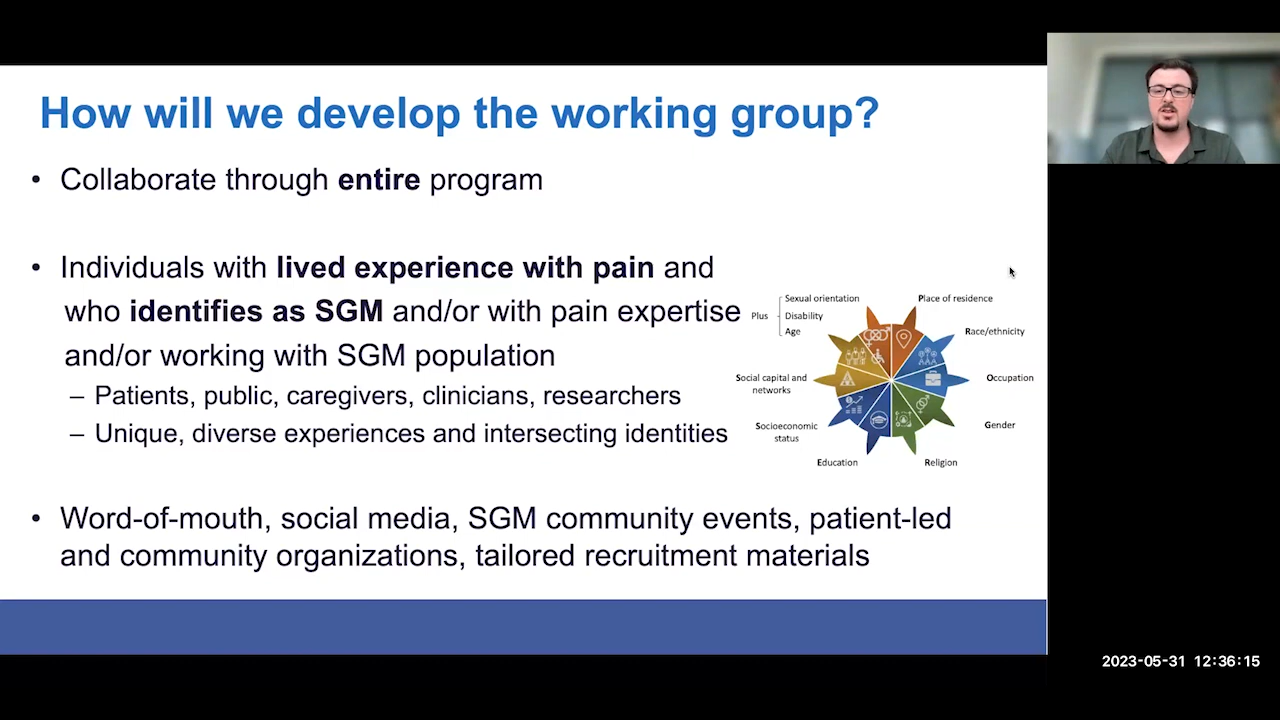 How will we develop the working group?
• Collaborate through entire program
• Individuals with lived experience with pain and
who identifies as SGM and/or with pain expertise
and/or working with SGM population
– Patients, public, caregivers, clinicians, researchers
– Unique, diverse experiences and intersecting identities
• Word-of-mouth, social media, SGM community events, patient-led
and community organizations, tailored recruitment materials
Plus
Sexual orientation
Disability
Age
Place of residence
Race/ethnicity
Occupation
Gender
Religion
Education
Socioeconomic
status
Social capital and
networks
2023-05-31 12:36:15